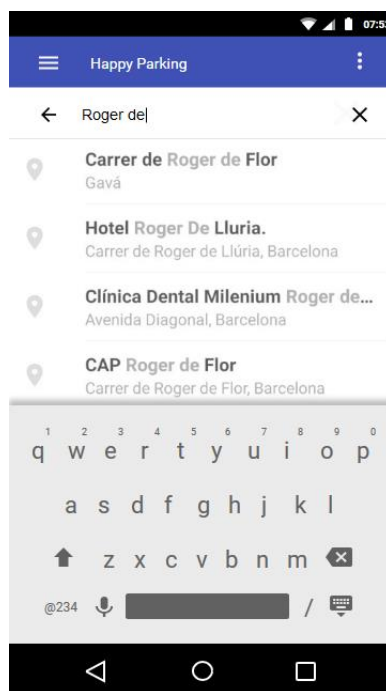 07:53
Happy Parking
Roger de
Carrer de Roger de Flor
Gavá
Hotel Roger De Lluria.
Carrer de Roger de Llúria, Barcelona
Clínica Dental Milenium Roger de...
Avenida Diagonal, Barcelona
CAP Roger de Flor
Carrer de Roger de Flor, Barcelona
1 2 3 4 5 6 7 8 9 0
q w e r t y u i o p
a s d f g h j k l
z x c v b n m
@234 /